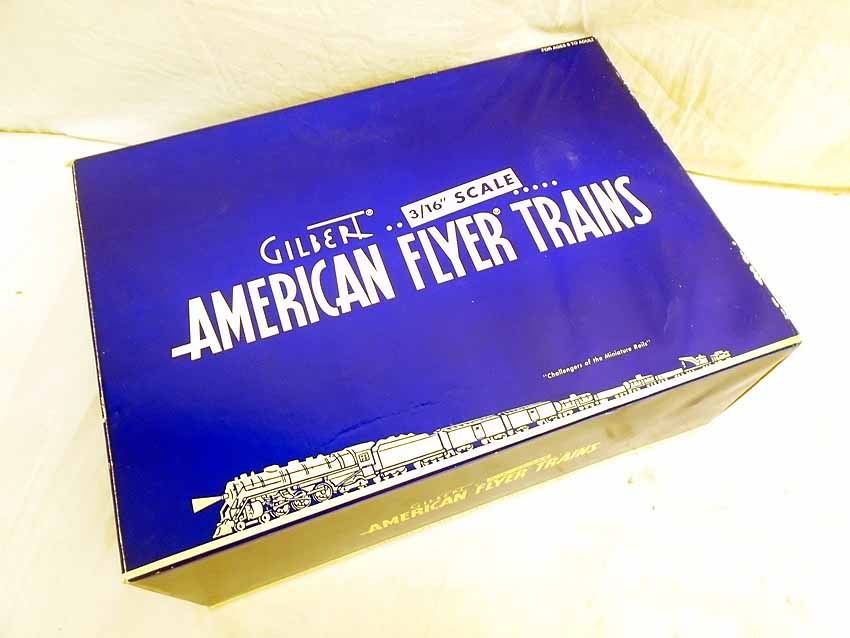 FOR AGES 8 TO ADULT
GILBERT®
3/16" SCALE
AMERICAN FLYER® TRAINS
"Challengers of the Miniature Rails"
GILBERT
AMERICAN FLYER TRAINS